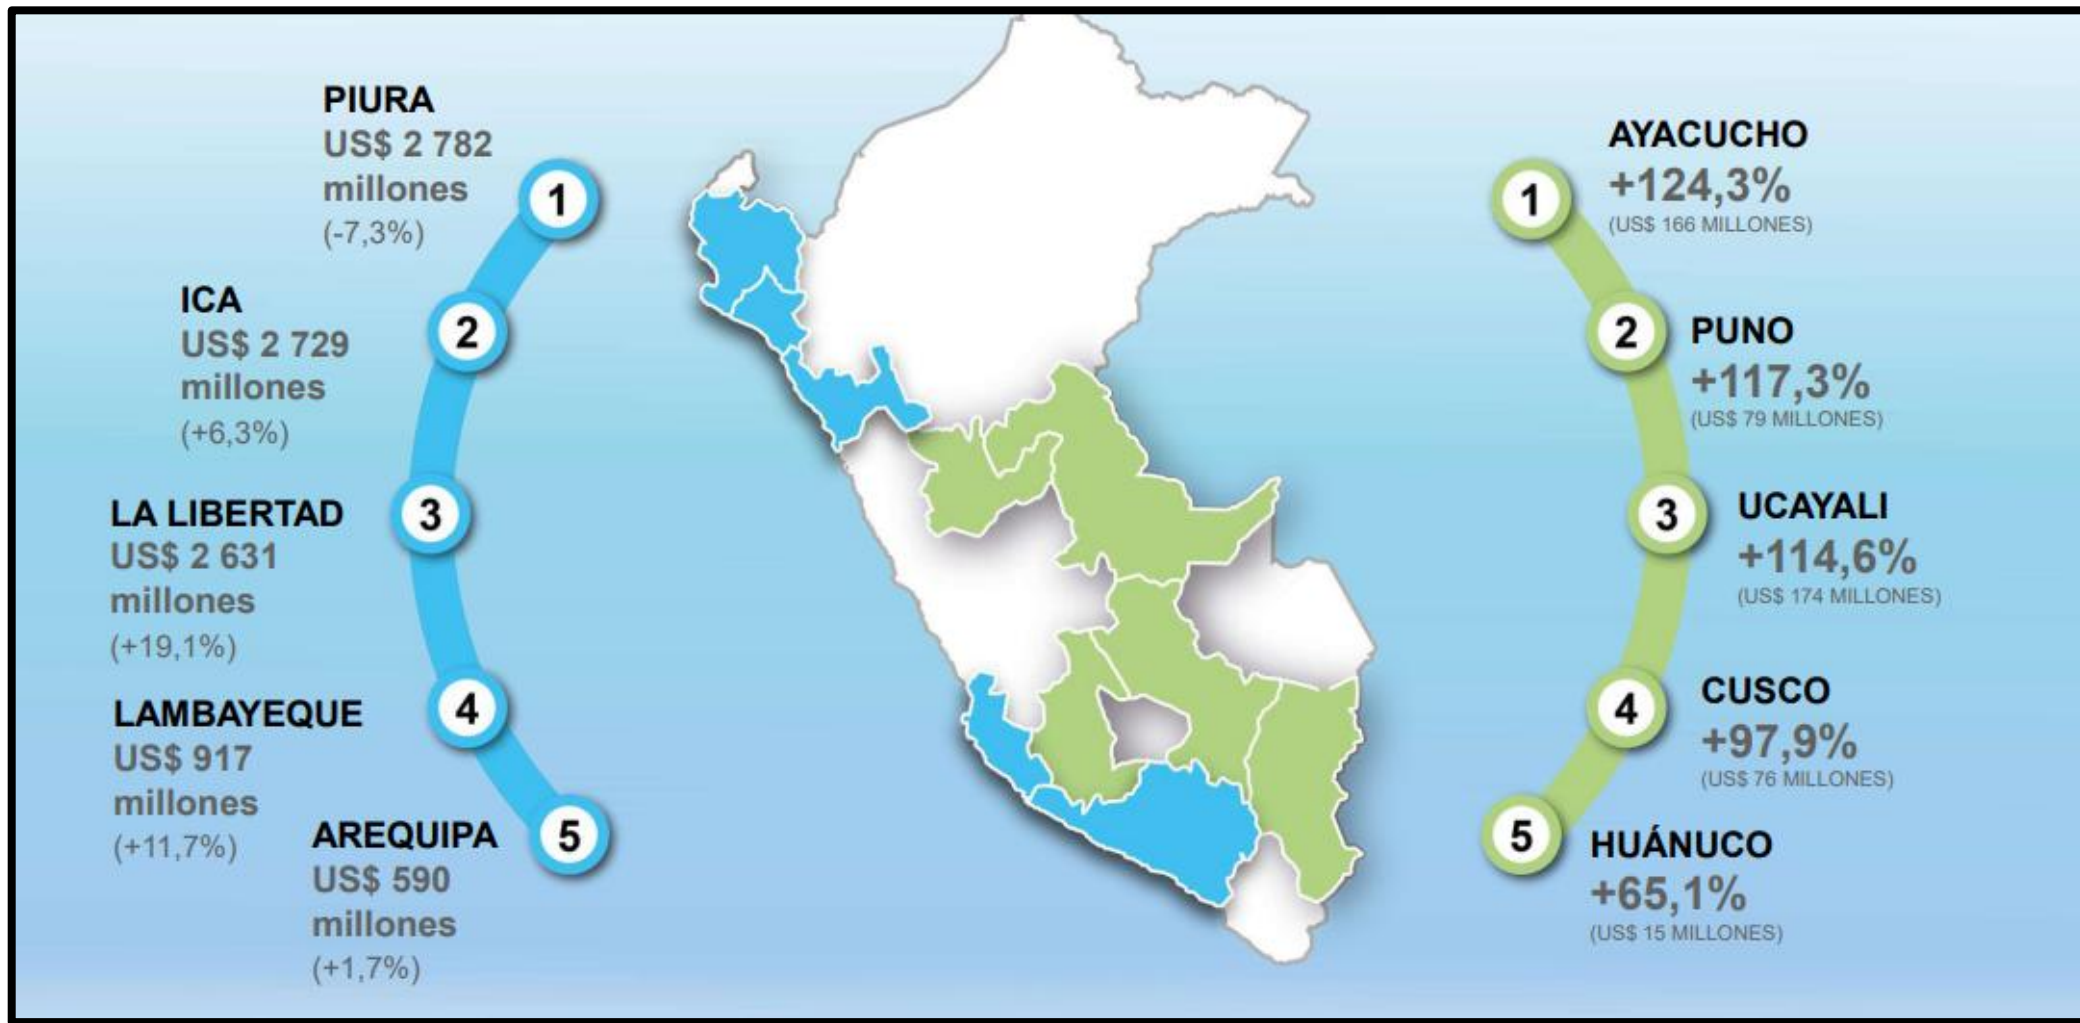 PIURA
US$ 2 782
millones
(-7,3%)
1
ICA
US$ 2 729
millones
(+6,3%)
2
LA LIBERTAD
US$ 2 631
millones
(+19,1%)
3
LAMBAYEQUE
US$ 917
millones
(+11,7%)
4
AREQUIPA
US$ 590
millones
(+1,7%)
5
1
AYACUCHO
+124,3%
(US$ 166 MILLONES)
2
PUNO
+117,3%
(US$ 79 MILLONES)
3
UCAYALI
+114,6%
(US$ 174 MILLONES)
4
CUSCO
+97,9%
(US$ 76 MILLONES)
5
HUÁNUCO
+65,1%
(US$ 15 MILLONES)